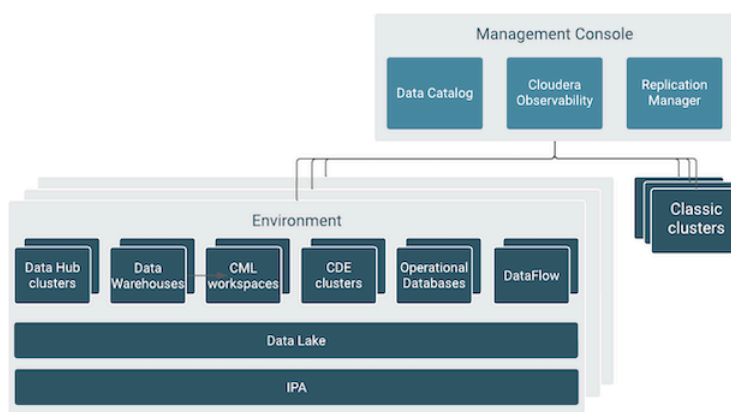 Management Console
Data Catalog
Cloudera
Observability
Replication
Manager
Classic
clusters
Environment
Data Hub
clusters
Data
Warehouses
CML
workspaces
CDE
clusters
Operational
Databases
DataFlow
Data Lake
IPA